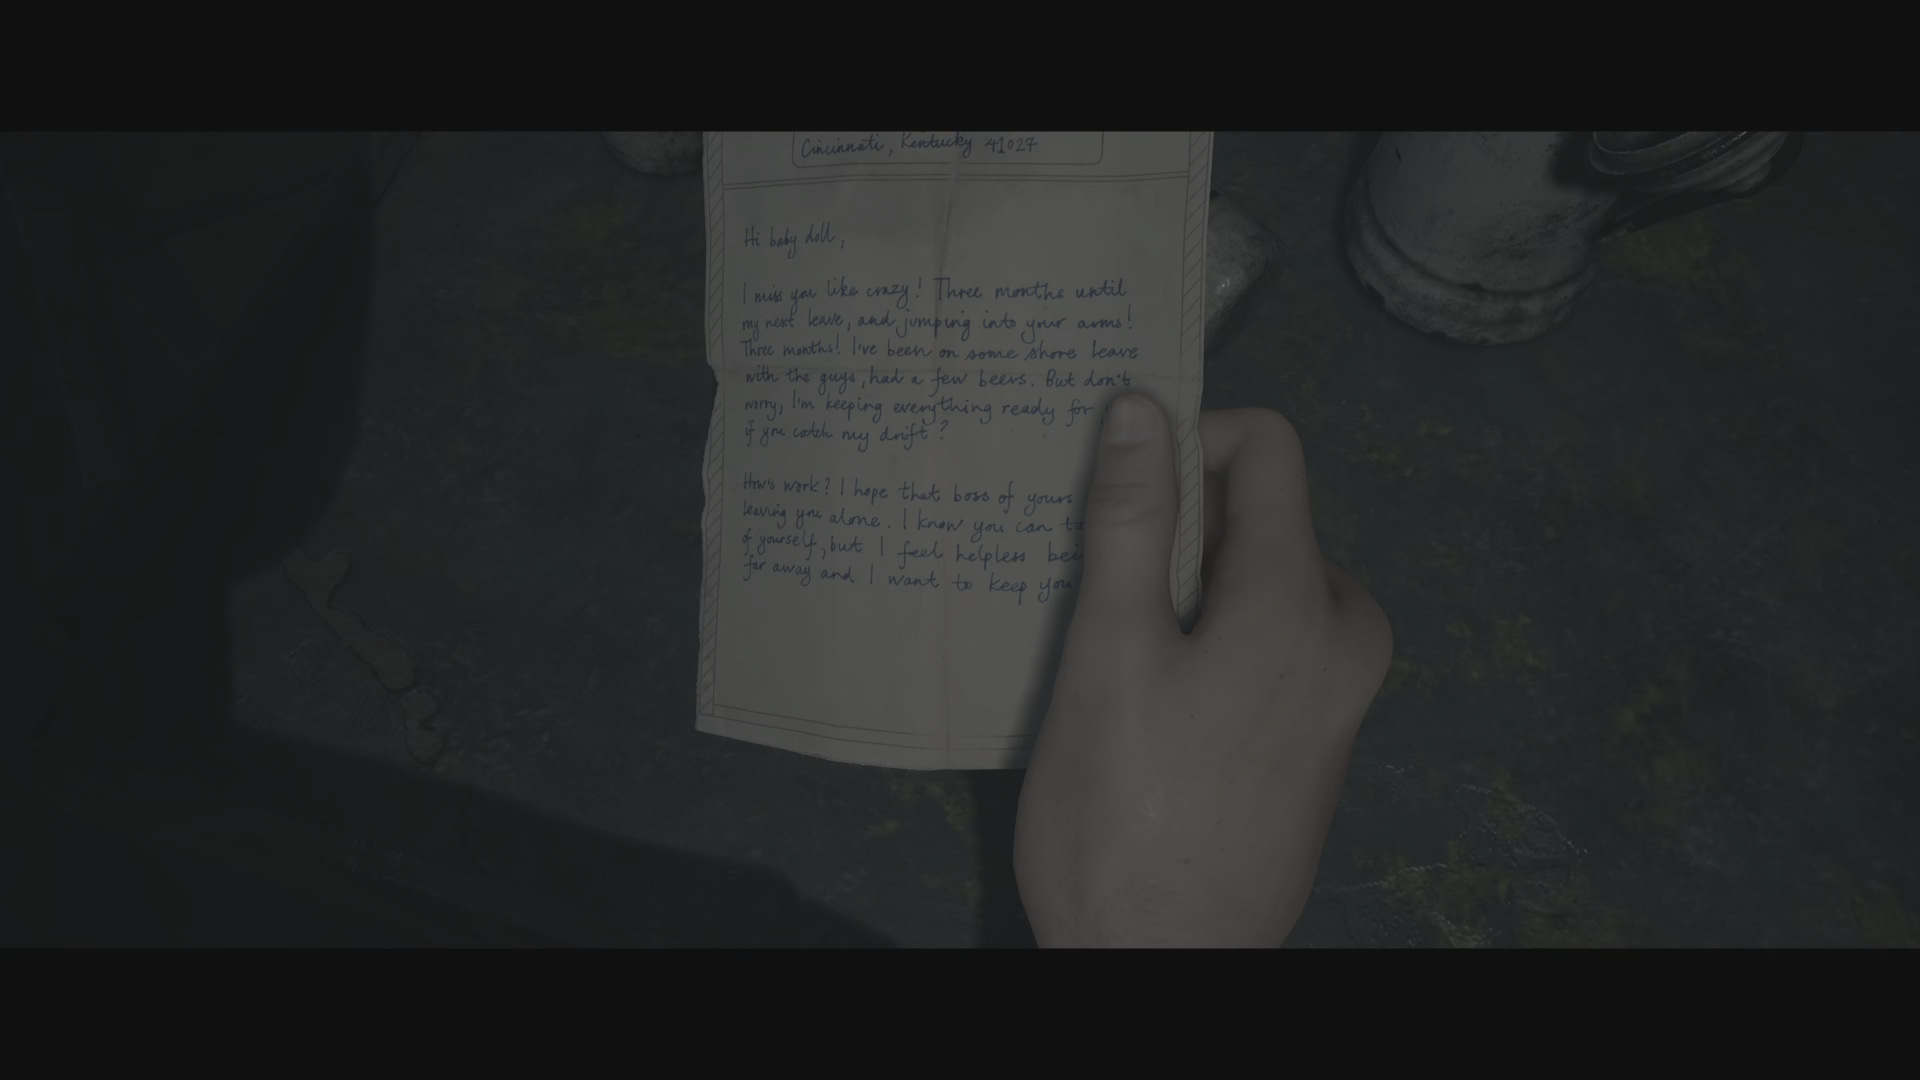 Cincinnati, Kentucky 41027
Hi baby doll,
I miss you like crazy! Three months until
my next leave, and jumping into your arms!
Three months! I've been on some shore leave
with the guys, had a few beers. But don't
worry, I'm keeping everything ready for
if you catch my drift?
How's work? I hope that boss of yours
leaving you alone. I know you can
of yourself, but I feel helpless
far away and I want to keep you